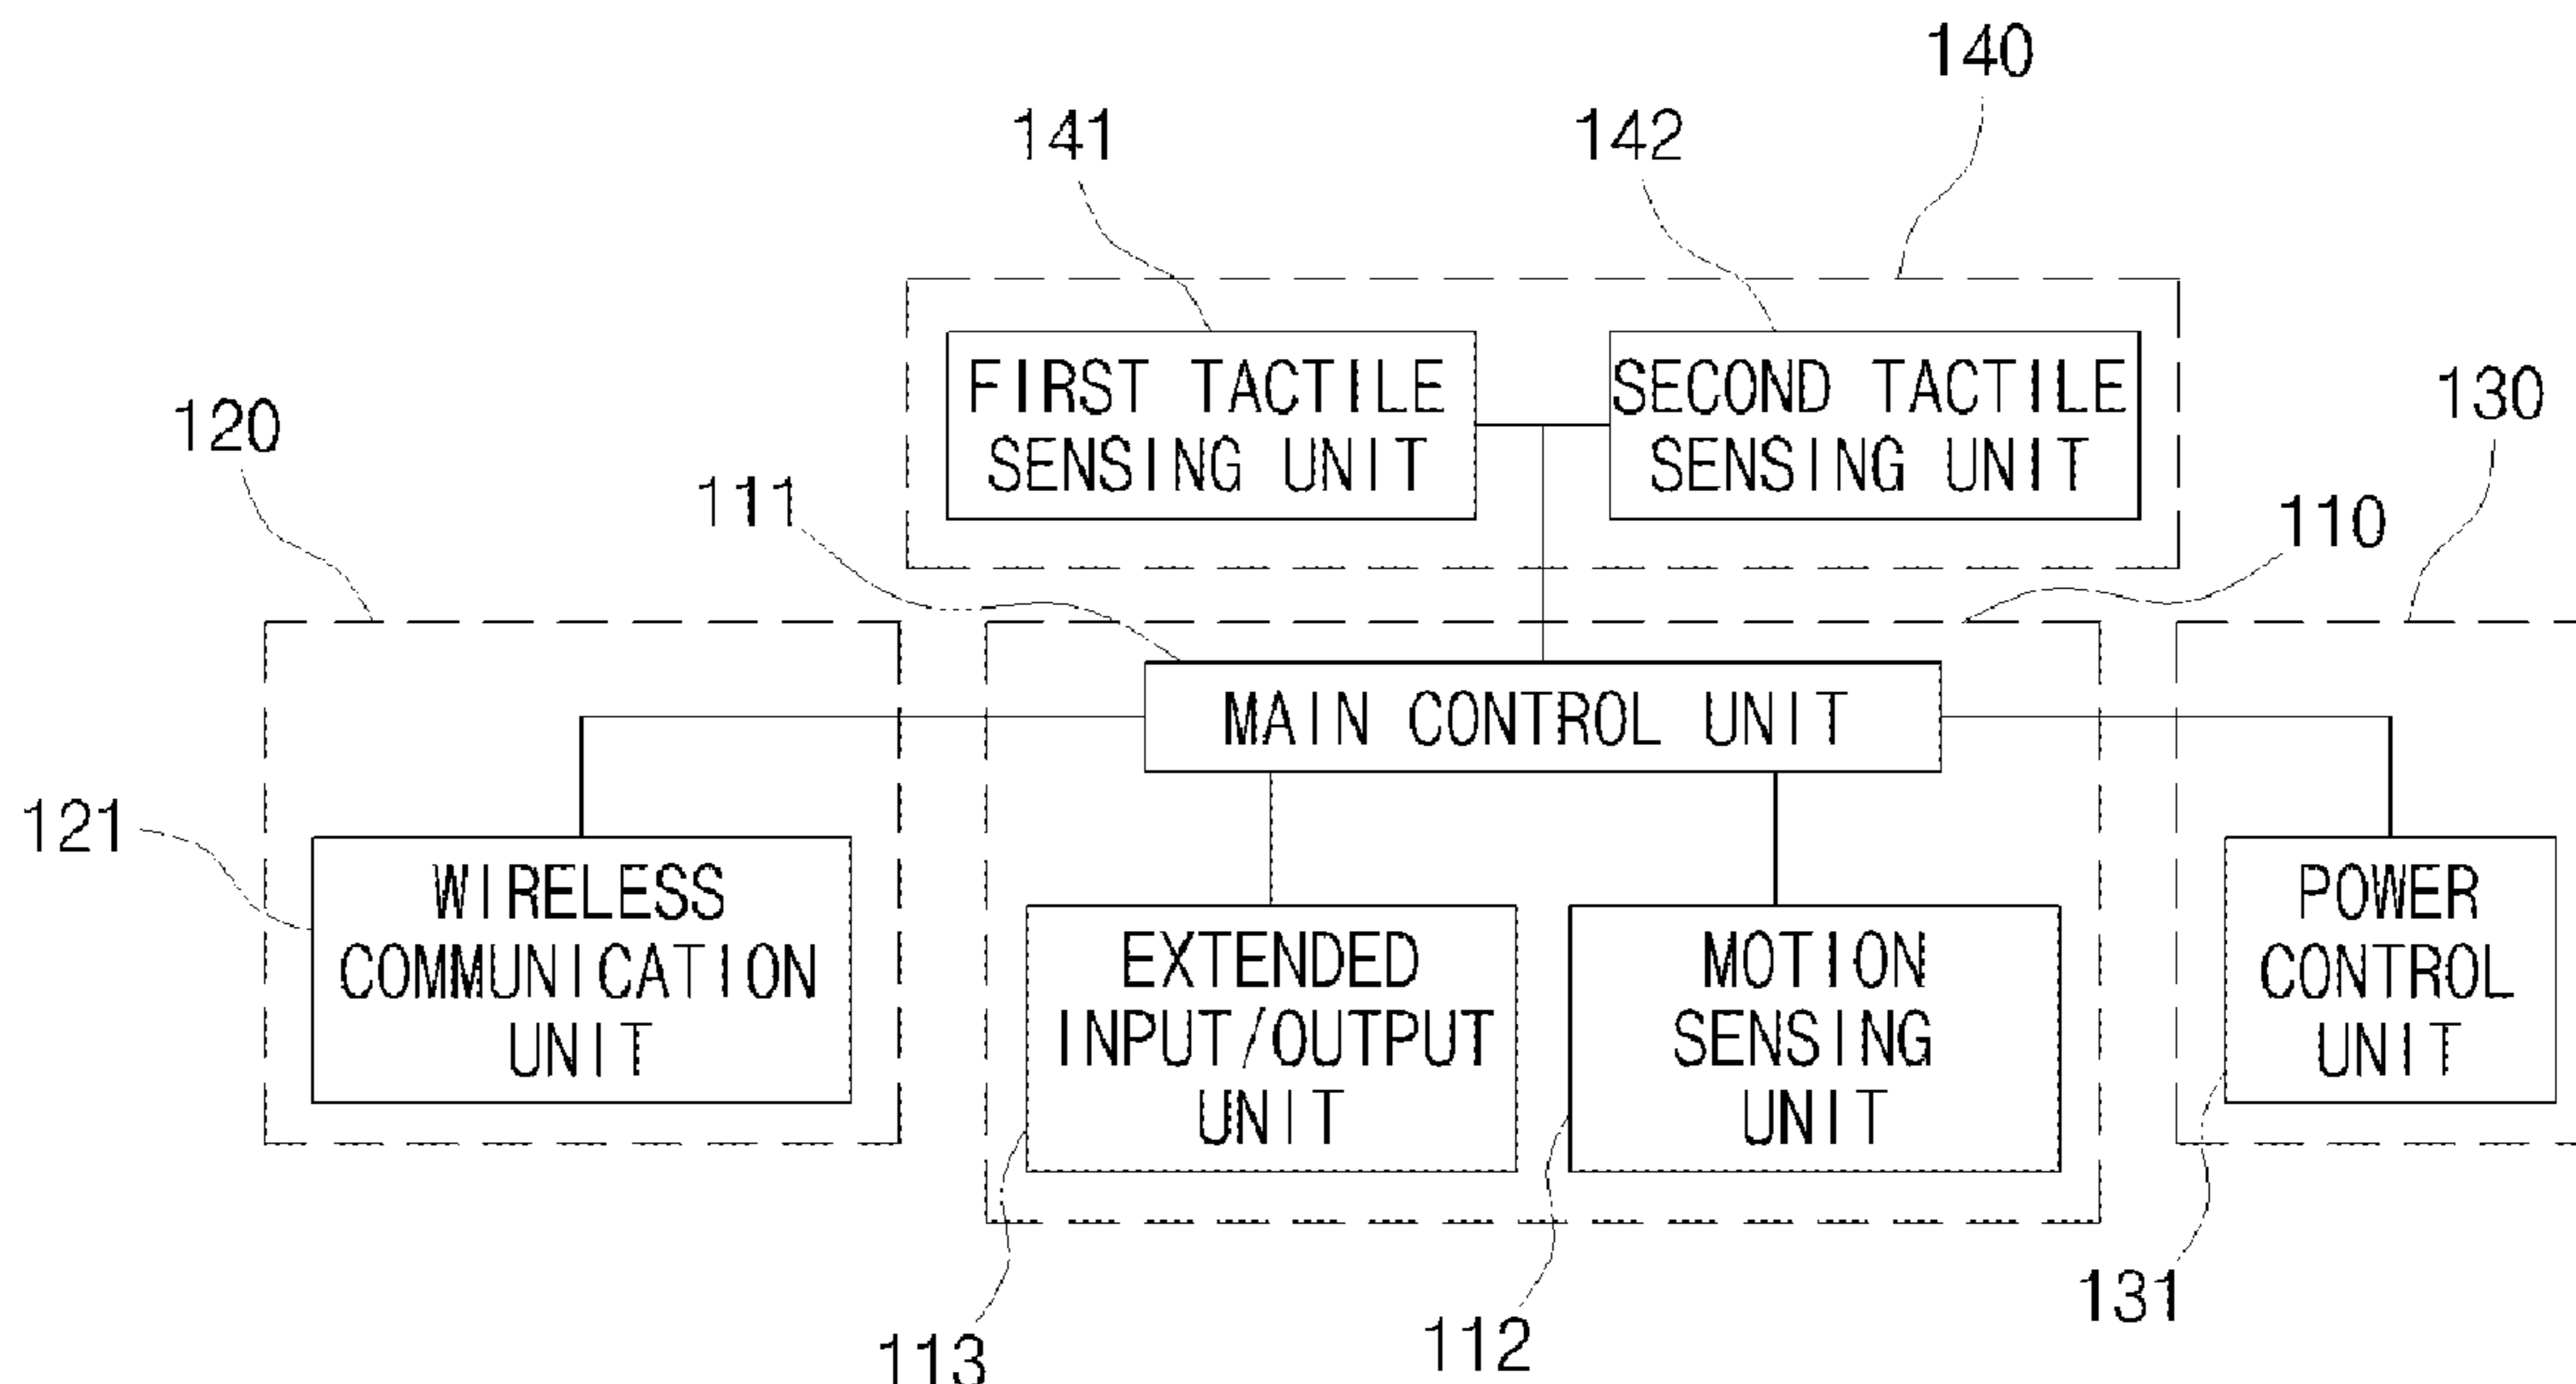 140
141
142
FIRST TACTILE
SENSING UNIT
SECOND TACTILE
SENSING UNIT
120
130
111
110
MAIN CONTROL UNIT
121
WIRELESS
COMMUNICATION
UNIT
EXTENDED
INPUT/OUTPUT
UNIT
MOTION
SENSING
UNIT
POWER
CONTROL
UNIT
113
112
131